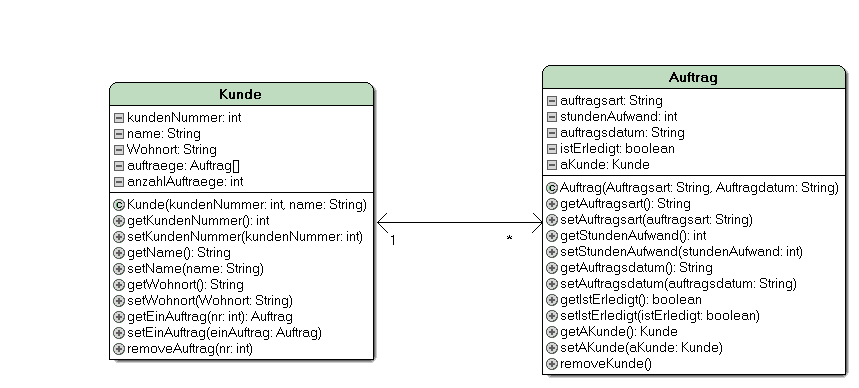 Kunde
kundenNummer: int
name: String
Wohnort: String
auftraege: Auftrag[]
anzahlAuftraege: int
Kunde(kundenNummer: int, name: String)
getKundenNummer(): int
setKundenNummer(kundenNummer: int)
getName(): String
setName(name: String)
getWohnort(): String
setWohnort(Wohnort: String)
getEinAuftrag(nr: int): Auftrag
setEinAuftrag(einAuftrag: Auftrag)
removeAuftrag(nr: int)
1
*
Auftrag
auftragsart: String
stundenAufwand: int
auftragsdatum: String
istErledigt: boolean
aKunde: Kunde
Auftrag(Auftragsart: String, Auftragdatum: String)
getAuftragsart(): String
setAuftragsart(auftragsart: String)
getStundenAufwand(): int
setStundenAufwand(stundenAufwand: int)
getAuftragsdatum(): String
setAuftragsdatum(auftragsdatum: String)
getIstErledigt(): boolean
setIstErledigt(istErledigt: boolean)
getAKunde(): Kunde
setAKunde(aKunde: Kunde)
removeKunde()